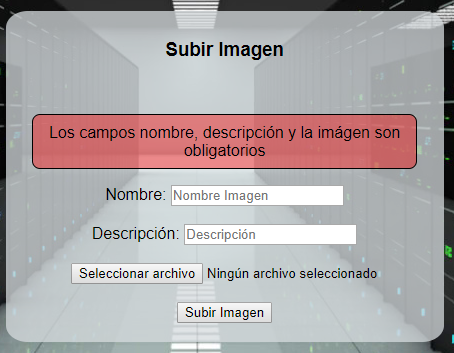 Subir Imagen
Los campos nombre, descripción y la imágen son
obligatorios
Nombre: Nombre Imagen
Descripción: Descripción
Seleccionar archivo Ningún archivo seleccionado
Subir Imagen